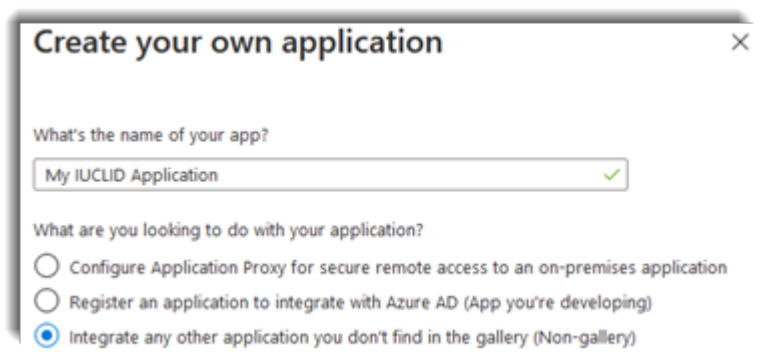 Create your own application
What's the name of your app?
My IUCLID Application
What are you looking to do with your application?
Configure Application Proxy for secure remote access to an on-premises application
Register an application to integrate with Azure AD (App you're developing)
Integrate any other application you don't find in the gallery (Non-gallery)